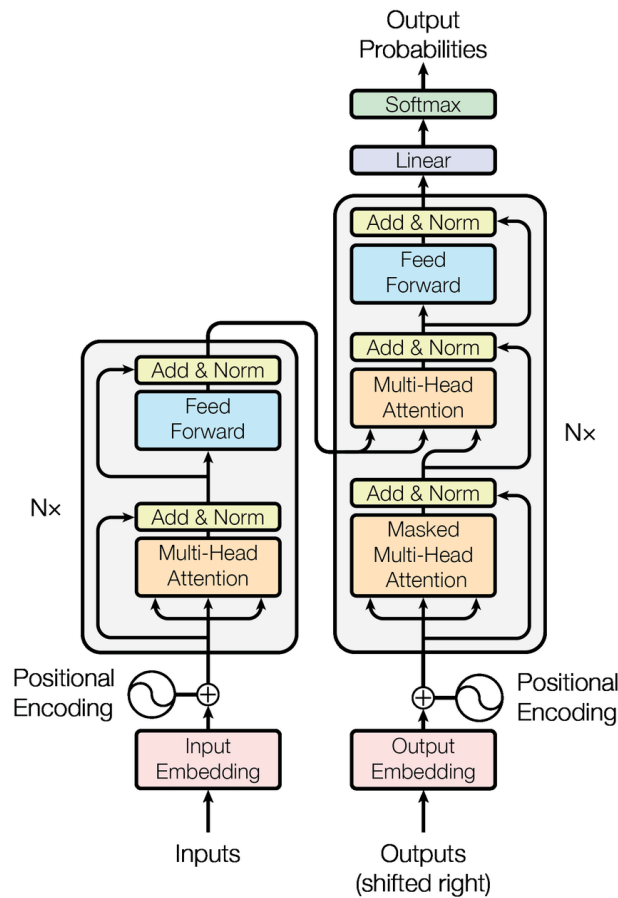 Output
Probabilities
Softmax
Linear
Add & Norm
Feed
Forward
Add & Norm
Multi-Head
Attention
Add & Norm
Masked
Multi-Head
Attention
N×
Add & Norm
Feed
Forward
Add & Norm
Multi-Head
Attention
N×
Positional
Encoding
Positional
Encoding
Input
Embedding
Output
Embedding
Inputs
Outputs
(shifted right)